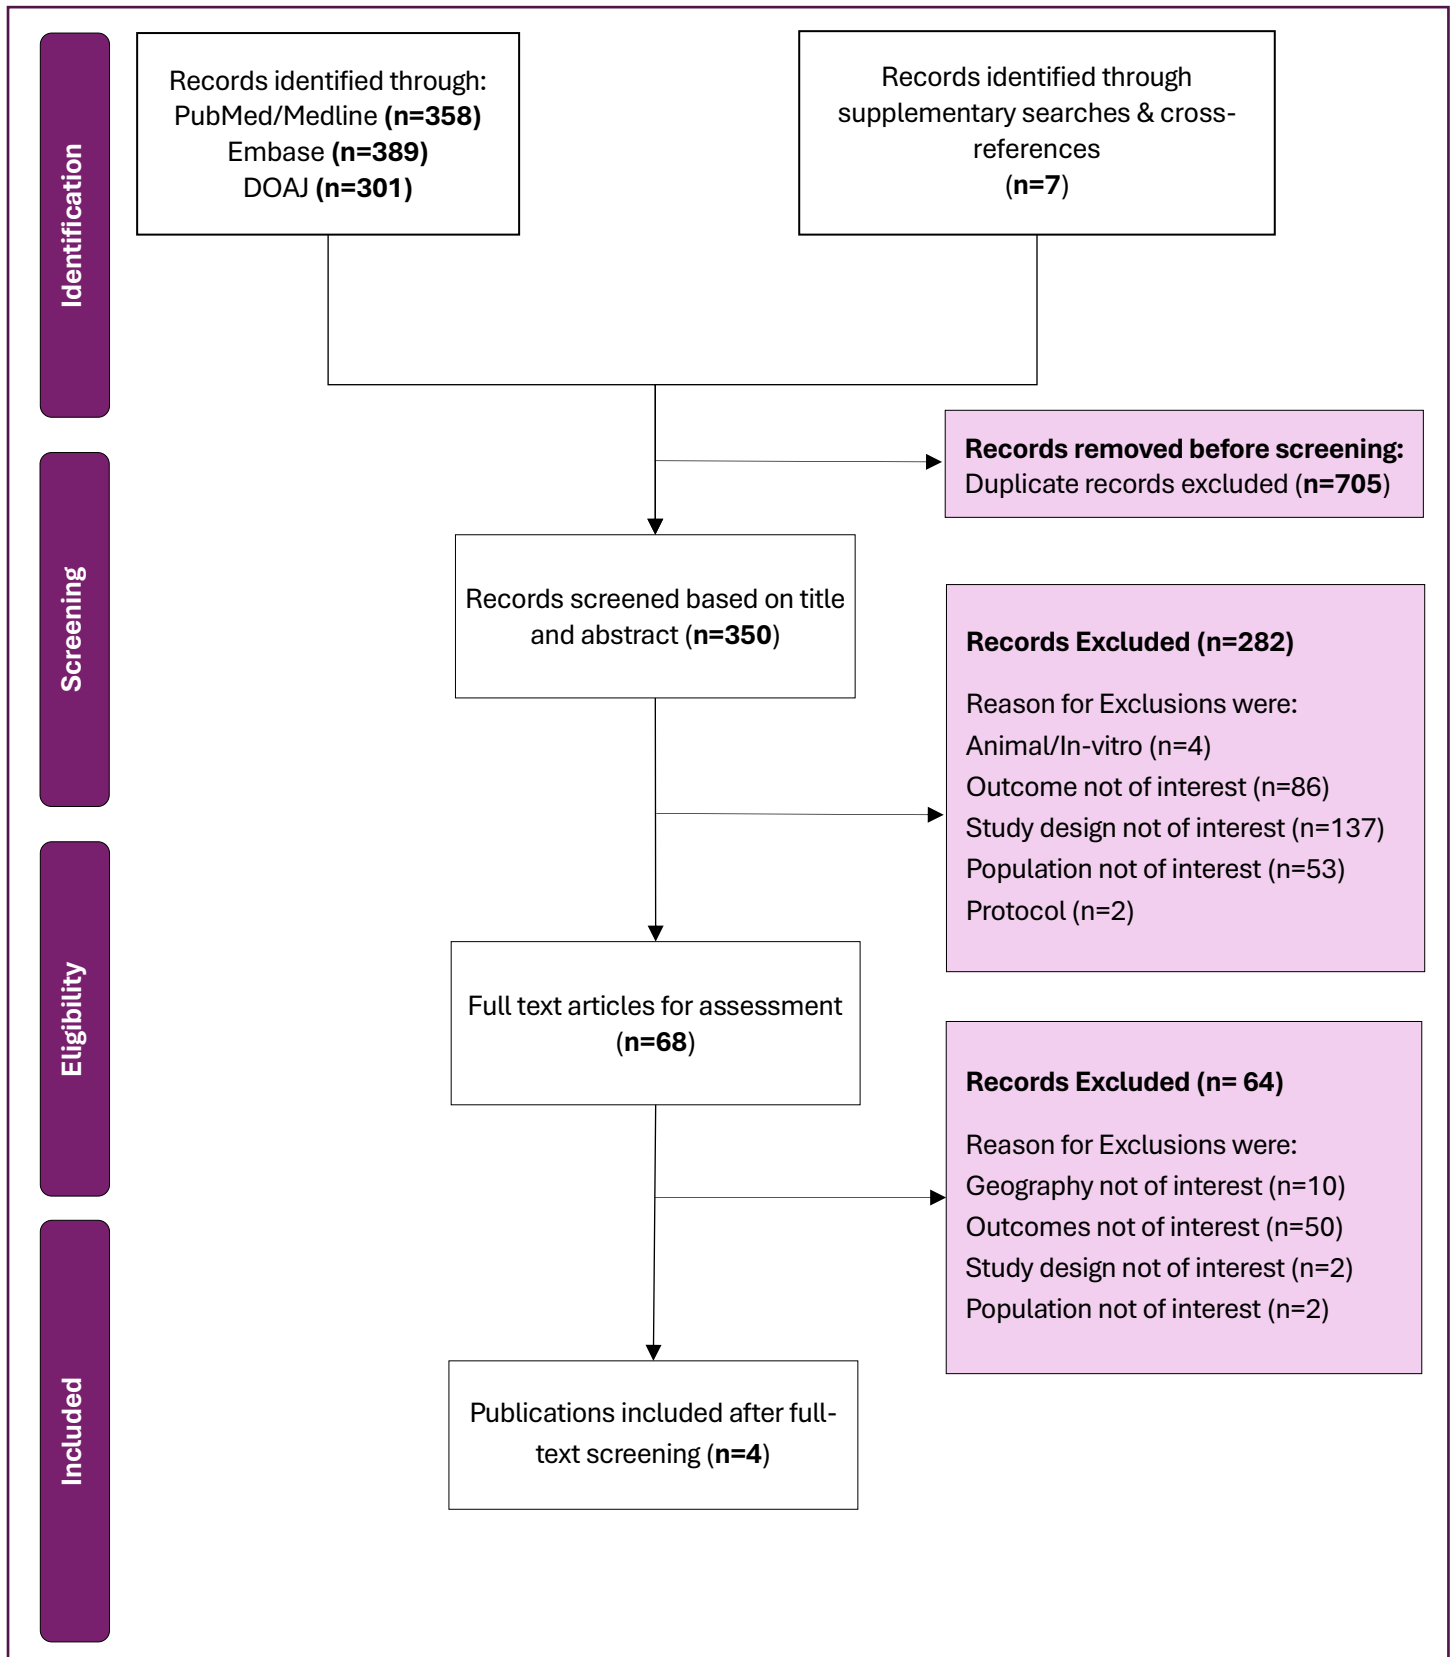 Identification
Records identified through:
PubMed/Medline (n=358)
Embase (n=389)
DOAJ (n=301)
Records identified through
supplementary searches & cross-
references
(n=7)
Records removed before screening:
Duplicate records excluded (n=705)
Screening
Records screened based on title
and abstract (n=350)
Records Excluded (n=282)
Reason for Exclusions were:
Animal/In-vitro (n=4)
Outcome not of interest (n=86)
Study design not of interest (n=137)
Population not of interest (n=53)
Protocol (n=2)
Eligibility
Full text articles for assessment
(n=68)
Records Excluded (n= 64)
Reason for Exclusions were:
Geography not of interest (n=10)
Outcomes not of interest (n=50)
Study design not of interest (n=2)
Population not of interest (n=2)
Included
Publications included after full-
text screening (n=4)